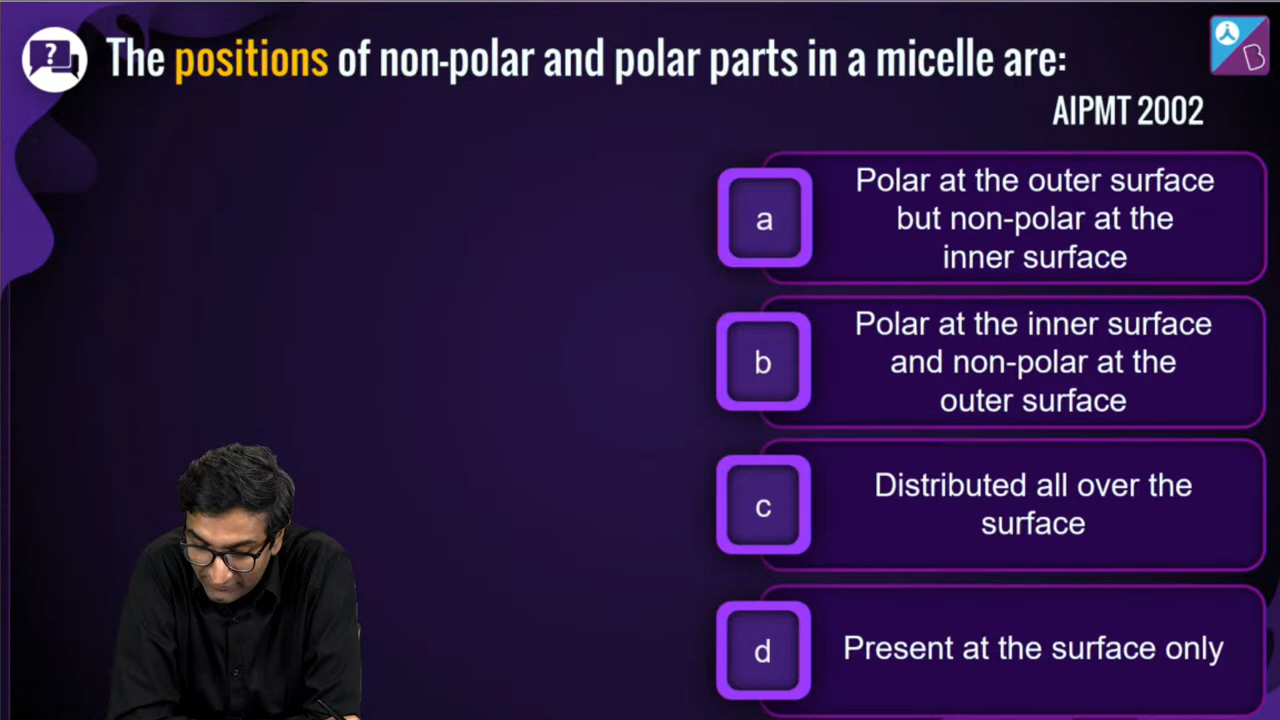 ?
The positions of non-polar and polar parts in a micelle are:
B
AIPMT 2002
a
Polar at the outer surface
but non-polar at the
inner surface
b
Polar at the inner surface
and non-polar at the
outer surface
c
Distributed all over the
surface
d
Present at the surface only